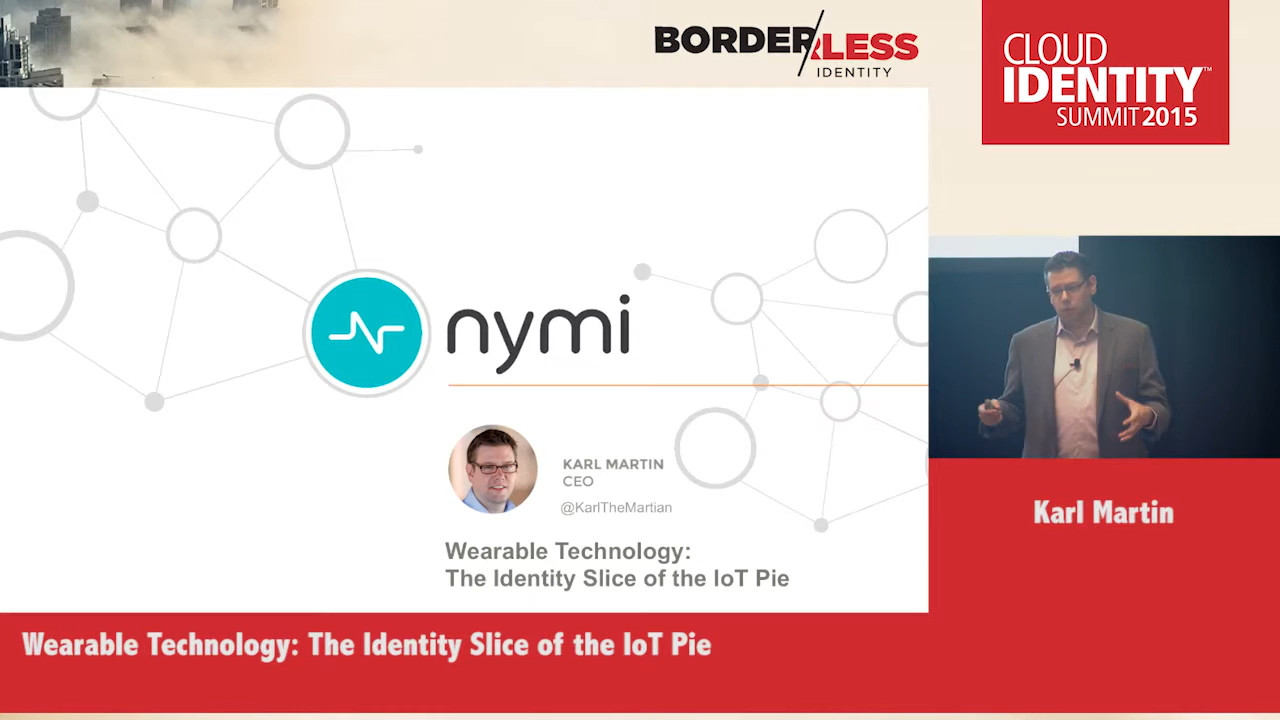 BORDERLESS
IDENTITY
CLOUD
IDENTITY™
SUMMIT 2015
nymi
KARL MARTIN
CEO
@KarlTheMartian
Wearable Technology:
The Identity Slice of the IoT Pie
Karl Martin
Wearable Technology: The Identity Slice of the IoT Pie